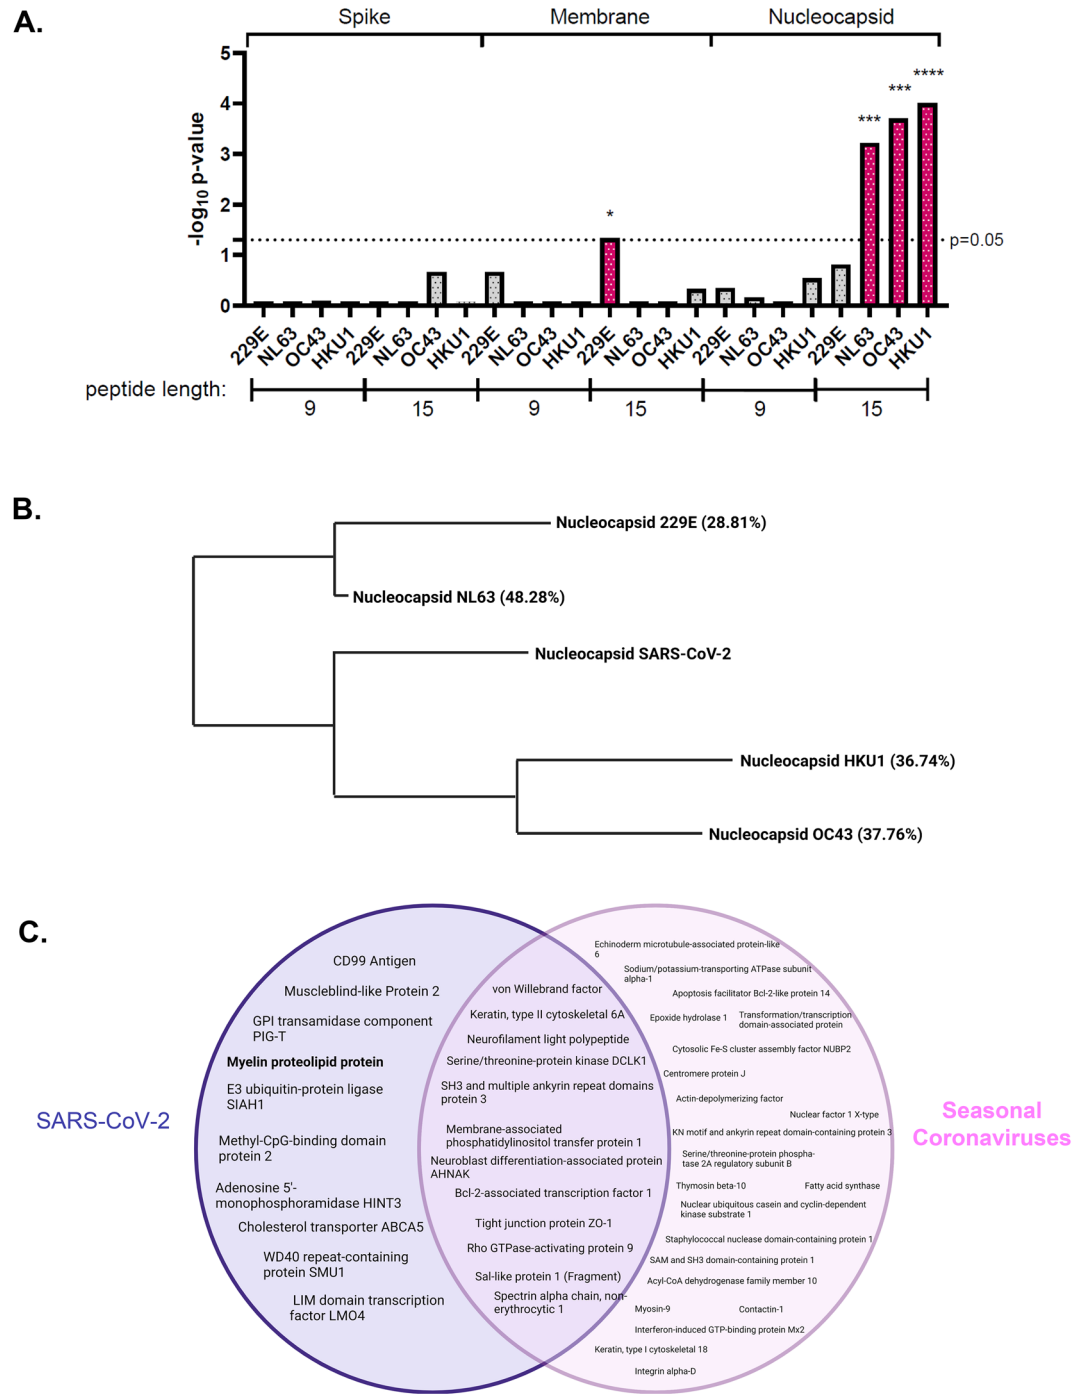 A.
Spike Membrane Nucleocapsid
5
4
3
2
1
0
-log10 p-value
*
***
***
****
p=0.05
229E NL63 OC43 HKU1 229E NL63 OC43 HKU1 229E NL63 OC43 HKU1 229E NL63 OC43 HKU1 229E NL63 OC43 HKU1 229E NL63 OC43 HKU1
peptide length:
9 15 9 15 9 15
B.
Nucleocapsid 229E (28.81%)
Nucleocapsid NL63 (48.28%)
Nucleocapsid SARS-CoV-2
Nucleocapsid HKU1 (36.74%)
Nucleocapsid OC43 (37.76%)
C.
SARS-CoV-2
CD99 Antigen
Muscleblind-like Protein 2
GPI transamidase component
PIG-T
Myelin proteolipid protein
E3 ubiquitin-protein ligase
SIAH1
Methyl-CpG-binding domain
protein 2
Adenosine 5'-
monophosphoramidase HINT3
Cholesterol transporter ABCA5
WD40 repeat-containing
protein SMU1
LIM domain transcription
factor LMO4
von Willebrand factor
Keratin, type II cytoskeletal 6A
Neurofilament light polypeptide
Serine/threonine-protein kinase DCLK1
SH3 and multiple ankyrin repeat domains
protein 3
Membrane-associated
phosphatidylinositol transfer protein 1
Neuroblast differentiation-associated protein
AHNAK
Bcl-2-associated transcription factor 1
Tight junction protein ZO-1
Rho GTPase-activating protein 9
Sal-like protein 1 (Fragment)
Spectrin alpha chain, non-
erythrocytic 1
Echinoderm microtubule-associated protein-like
6
Sodium/potassium-transporting ATPase subunit
alpha-1
Apoptosis facilitator Bcl-2-like protein 14
Epoxide hydrolase 1
Transformation/transcription
domain-associated protein
Cytosolic Fe-S cluster assembly factor NUBP2
Centromere protein J
Actin-depolymerizing factor
Nuclear factor 1 X-type
KN motif and ankyrin repeat domain-containing protein 3
Serine/threonine-protein phospha-
tase 2A regulatory subunit B
Thymosin beta-10
Fatty acid synthase
Nuclear ubiquitous casein and cyclin-dependent
kinase substrate 1
Staphylococcal nuclease domain-containing protein 1
SAM and SH3 domain-containing protein 1
Acyl-CoA dehydrogenase family member 10
Myosin-9
Contactin-1
Interferon-induced GTP-binding protein Mx2
Keratin, type I cytoskeletal 18
Integrin alpha-D
Seasonal
Coronaviruses